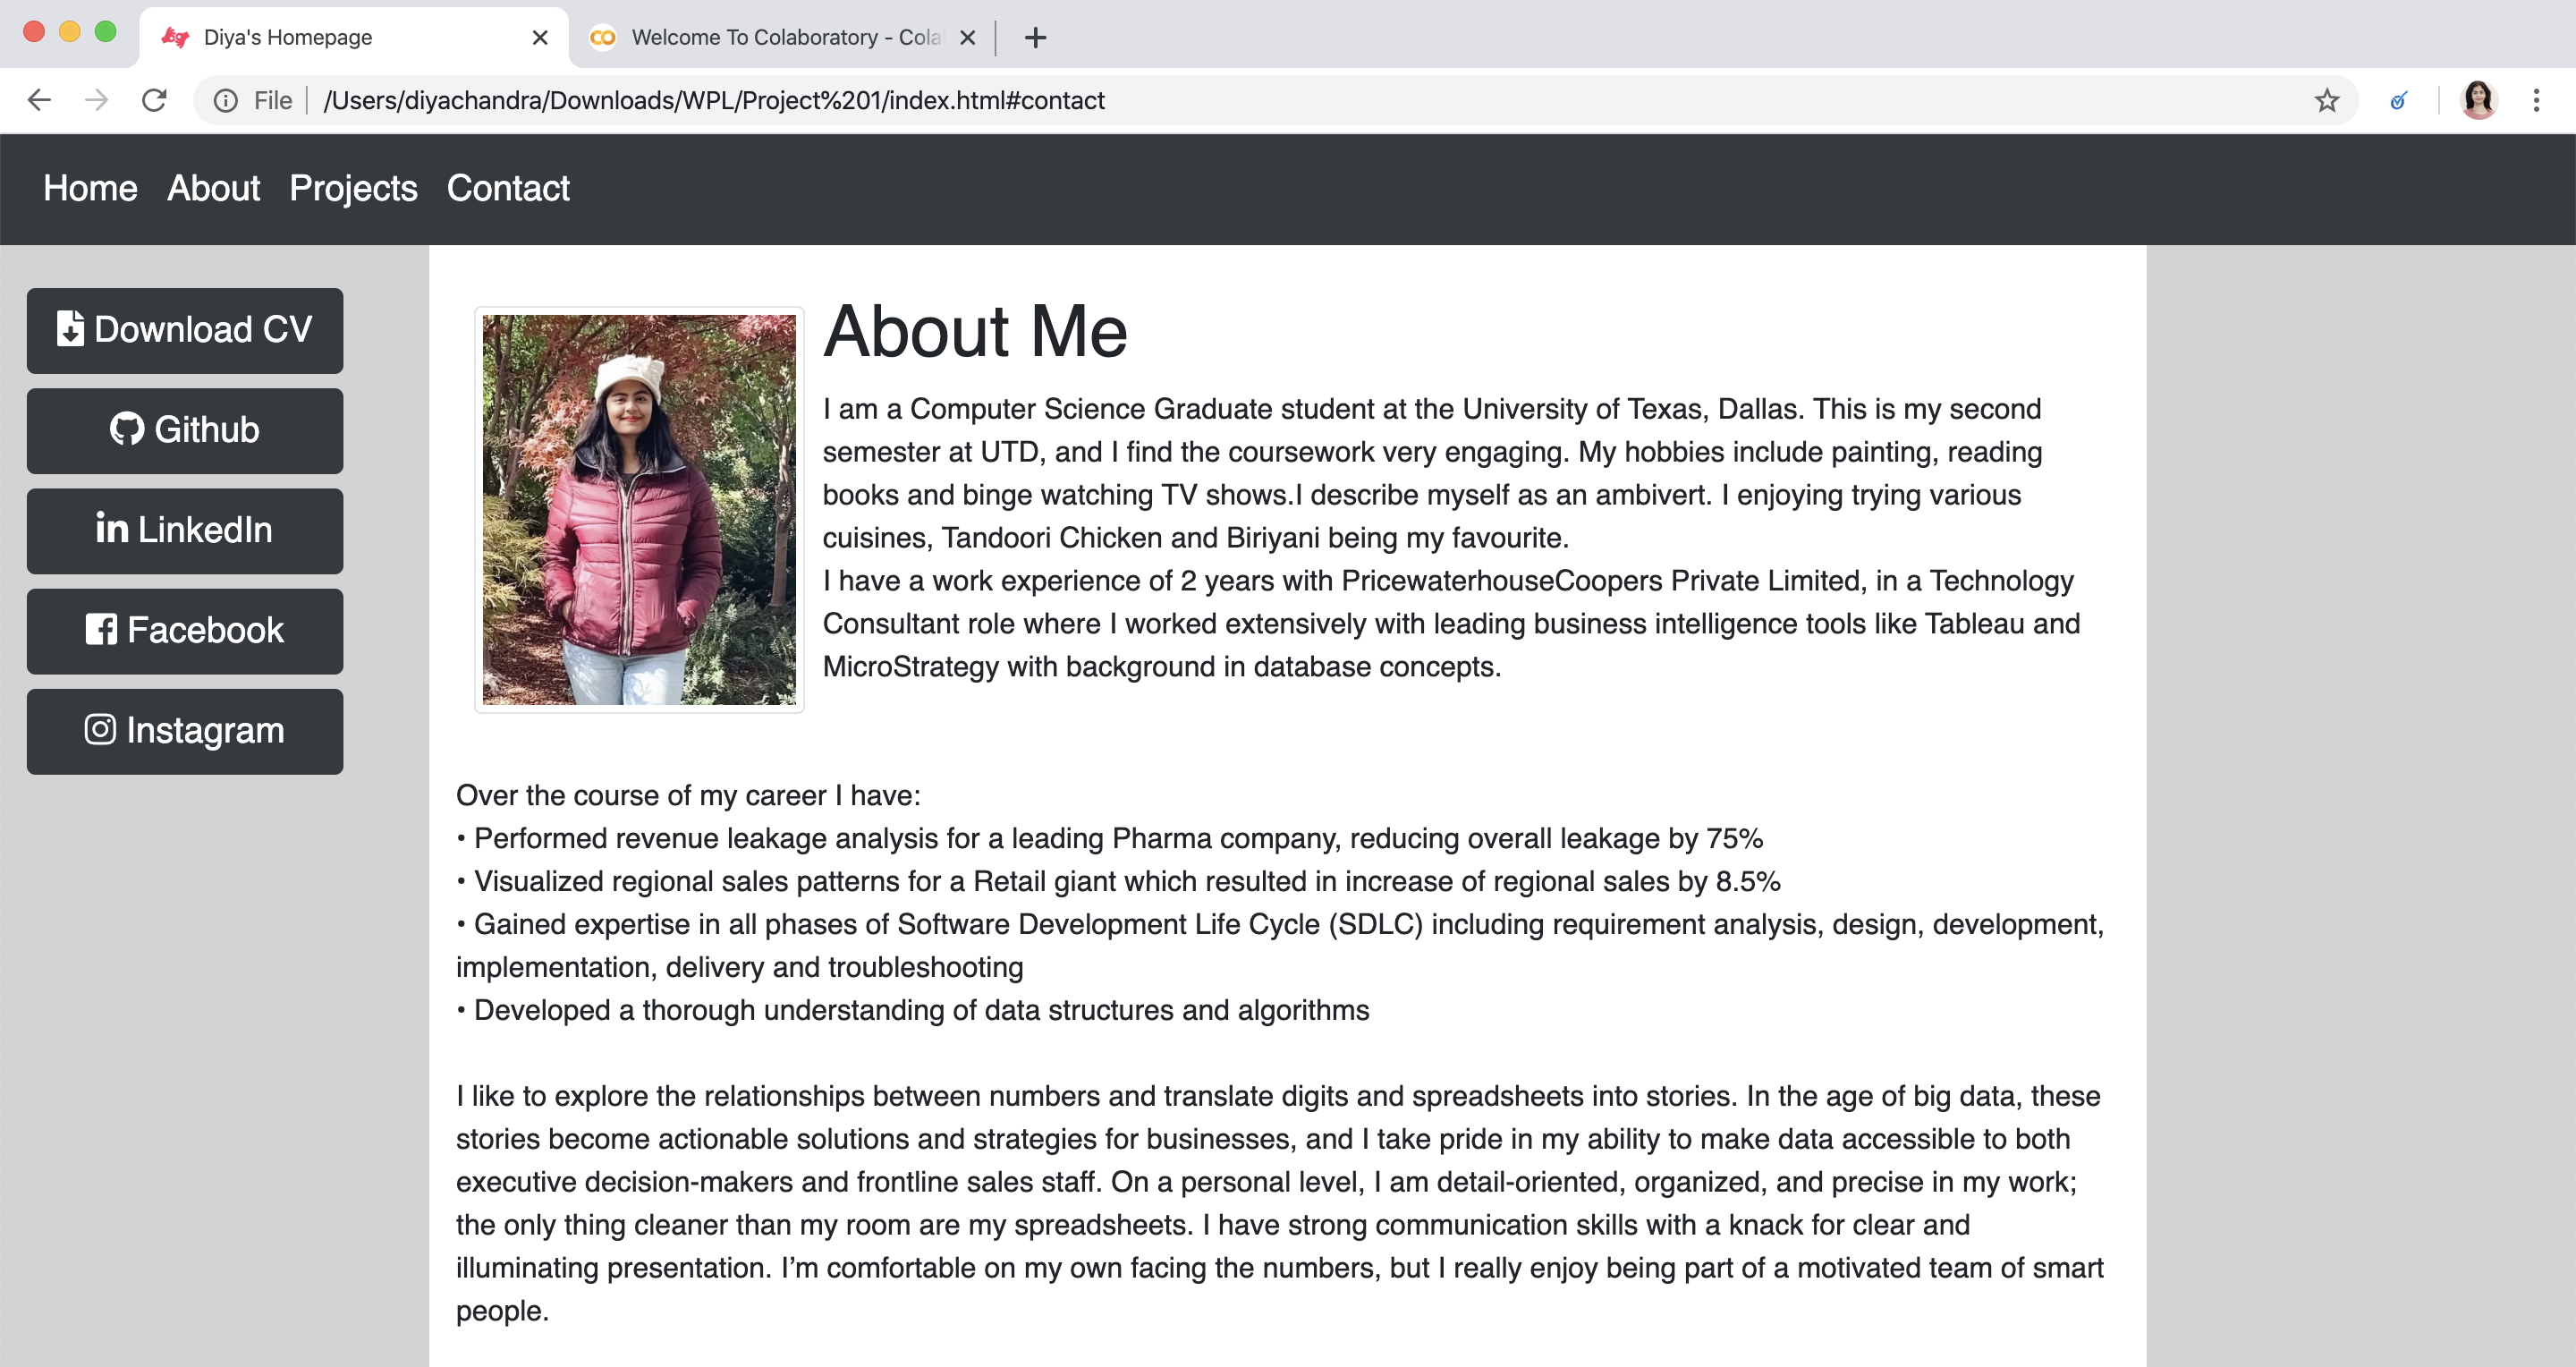 Diya's Homepage
Welcome To Colaboratory - Cola
File
/Users/diyachandra/Downloads/WPL/Project%201/index.html#contact
Home About Projects Contact
Download CV
Github
LinkedIn
Facebook
Instagram
About Me
I am a Computer Science Graduate student at the University of Texas, Dallas. This is my second
semester at UTD, and I find the coursework very engaging. My hobbies include painting, reading
books and binge watching TV shows.I describe myself as an ambivert. I enjoying trying various
cuisines, Tandoori Chicken and Biriyani being my favourite.
I have a work experience of 2 years with PricewaterhouseCoopers Private Limited, in a Technology
Consultant role where I worked extensively with leading business intelligence tools like Tableau and
MicroStrategy with background in database concepts.
Over the course of my career I have:
• Performed revenue leakage analysis for a leading Pharma company, reducing overall leakage by 75%
• Visualized regional sales patterns for a Retail giant which resulted in increase of regional sales by 8.5%
• Gained expertise in all phases of Software Development Life Cycle (SDLC) including requirement analysis, design, development,
implementation, delivery and troubleshooting
• Developed a thorough understanding of data structures and algorithms
I like to explore the relationships between numbers and translate digits and spreadsheets into stories. In the age of big data, these
stories become actionable solutions and strategies for businesses, and I take pride in my ability to make data accessible to both
executive decision-makers and frontline sales staff. On a personal level, I am detail-oriented, organized, and precise in my work;
the only thing cleaner than my room are my spreadsheets. I have strong communication skills with a knack for clear and
illuminating presentation. I’m comfortable on my own facing the numbers, but I really enjoy being part of a motivated team of smart
people.